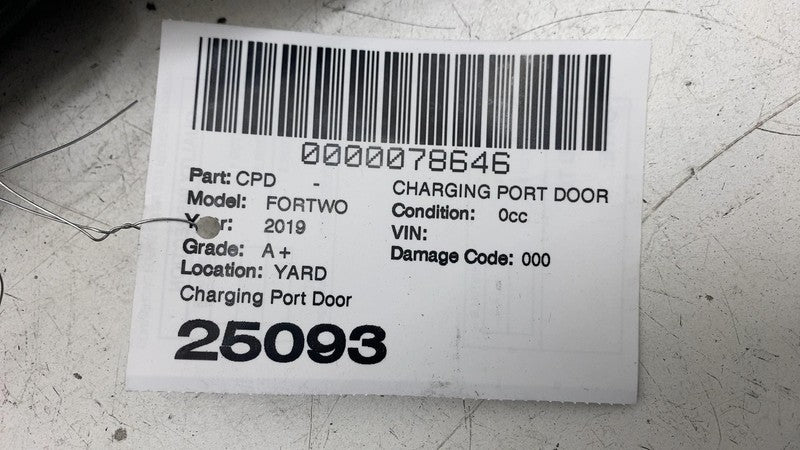 0000078646
Part: CPD - CHARGING PORT DOOR
Model: FORTWO Condition: 0cc
Year: 2019 VIN:
Grade: A+ Damage Code: 000
Location: YARD
Charging Port Door
25093